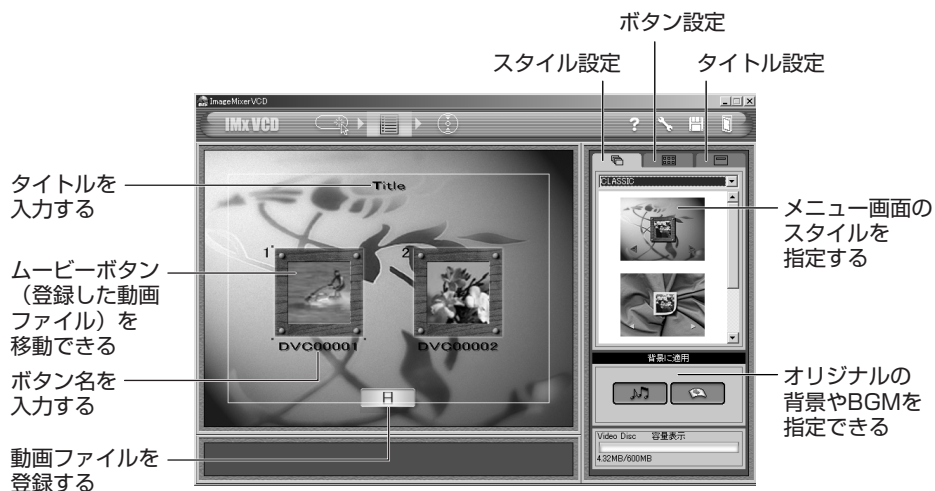 ボタン設定
スタイル設定
タイトル設定
ImageMixerVCD
IMx VCD
?
CLASSIC
タイトルを
入力する
Title
メニュー画面の
スタイルを
指定する
ムービーボタン
（登録した動画
ファイル）を
移動できる
1
2
DVC00001
DVC00002
ボタン名を
入力する
背景に適用
オリジナルの
背景やBGMを
指定できる
動画ファイルを
登録する
Video Disc 容量表示
4.32MB/600MB